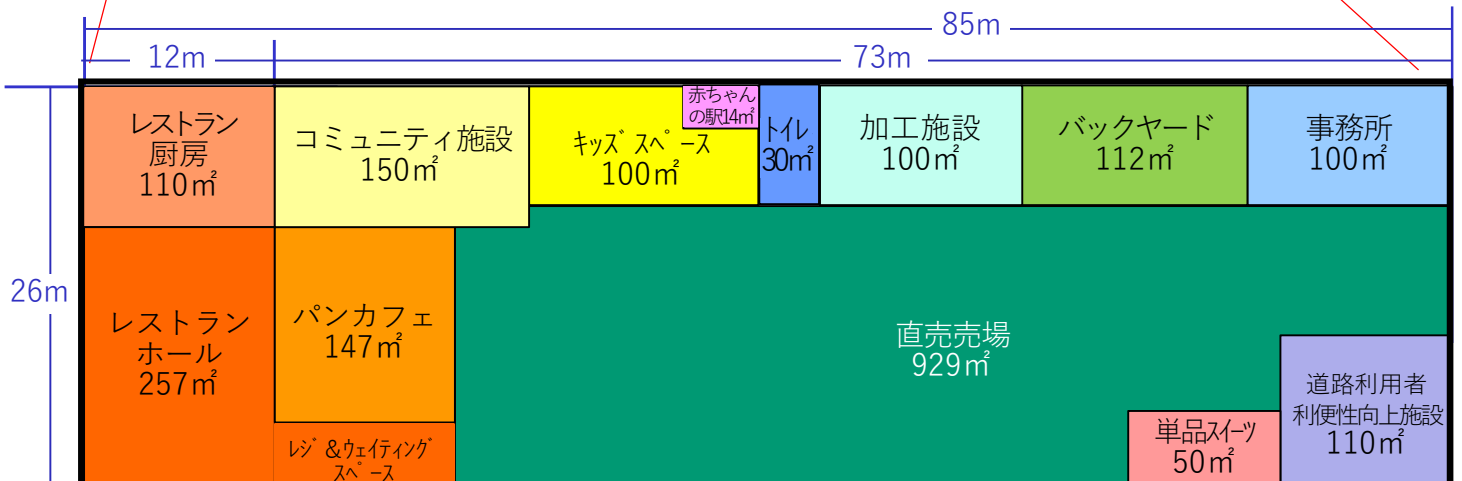 85m
12m
73m
26m
レストラン
厨房
110㎡
コミュニティ施設
150㎡
キッズスペース
100㎡
赤ちゃん
の駅14㎡
トイレ
30㎡
加工施設
100㎡
バックヤード
112㎡
事務所
100㎡
レストラン
ホール
257㎡
パンカフェ
147㎡
レジ&ウェイティング
スペース
直売売場
929㎡
単品スイーツ
50㎡
道路利用者
利便性向上施設
110㎡